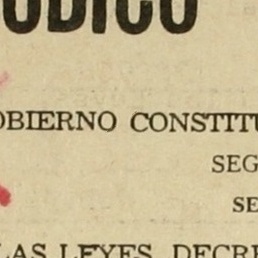 ODICO
OBIERNO CONSTITU
SEG
SE
LAS LEYES, DECRE